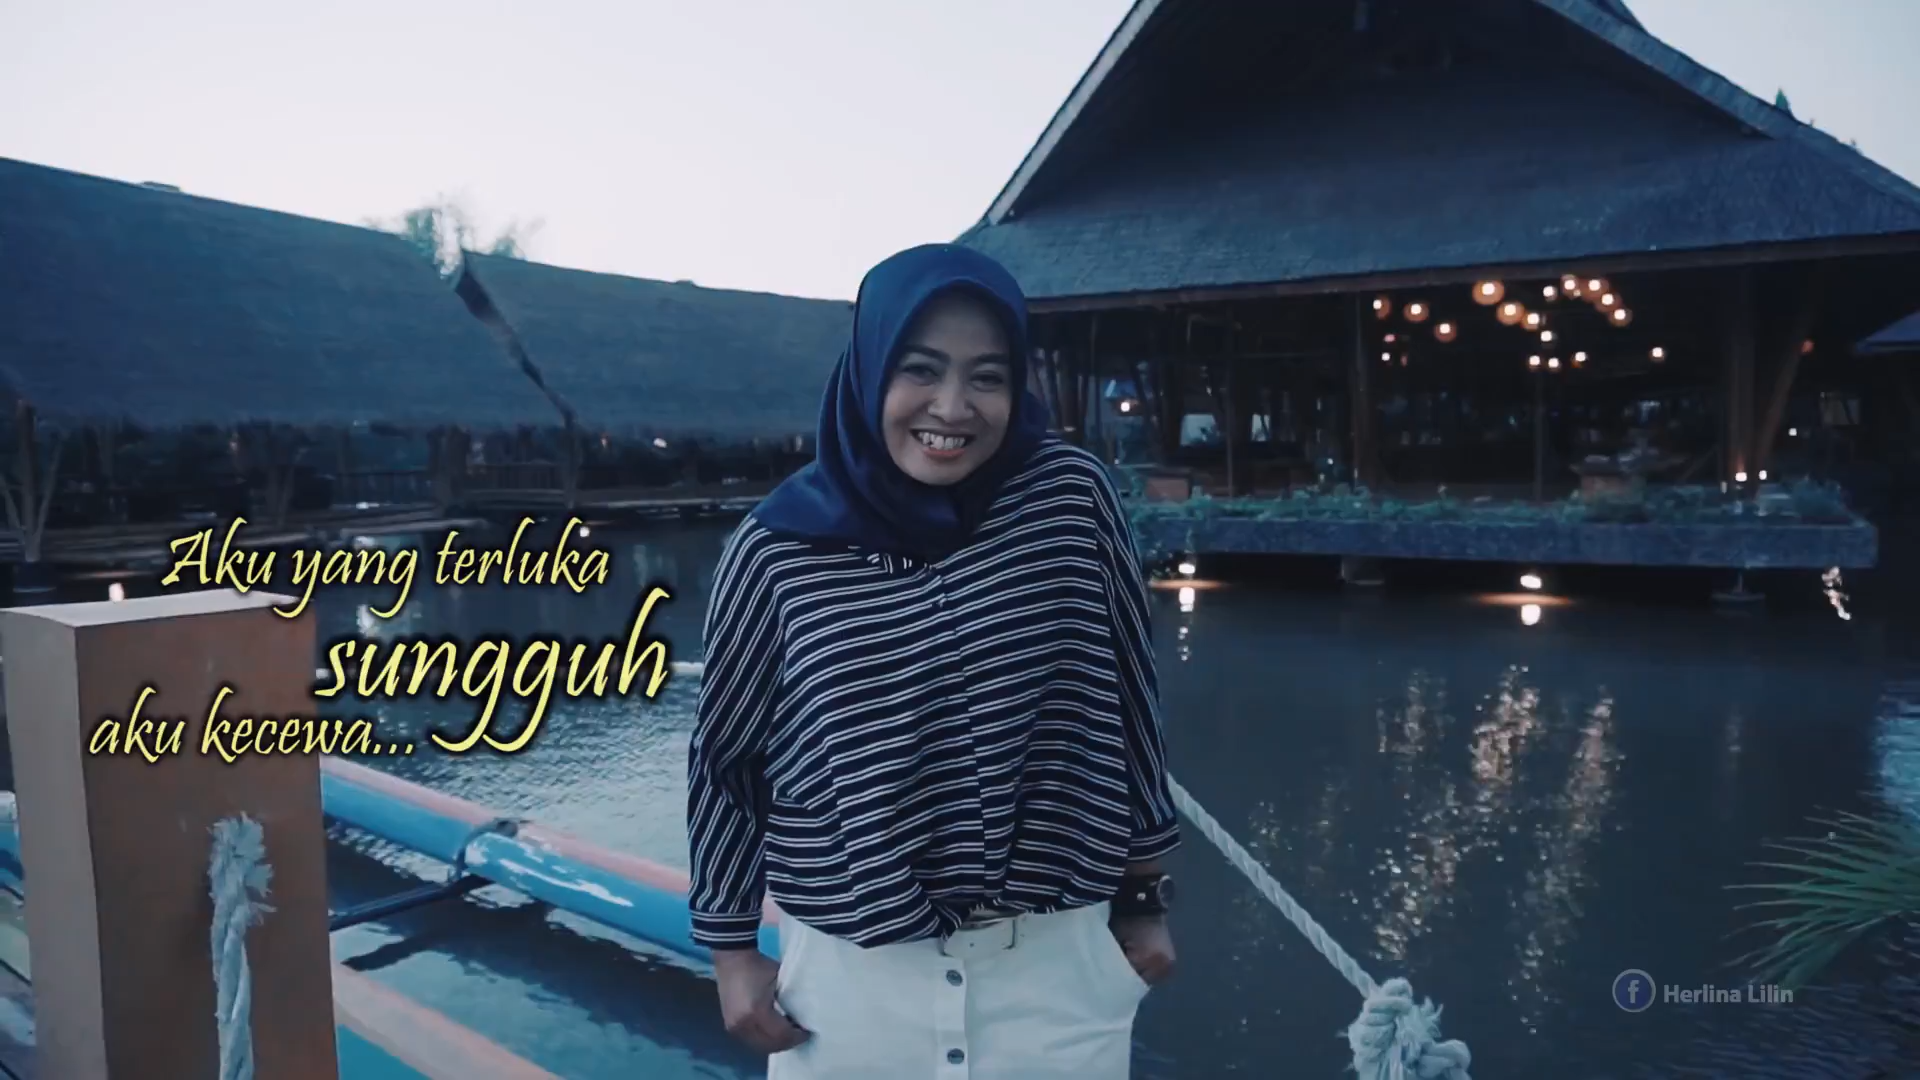 Aku yang terluka
sungguh
aku kecewa...
f Herlina Lilin